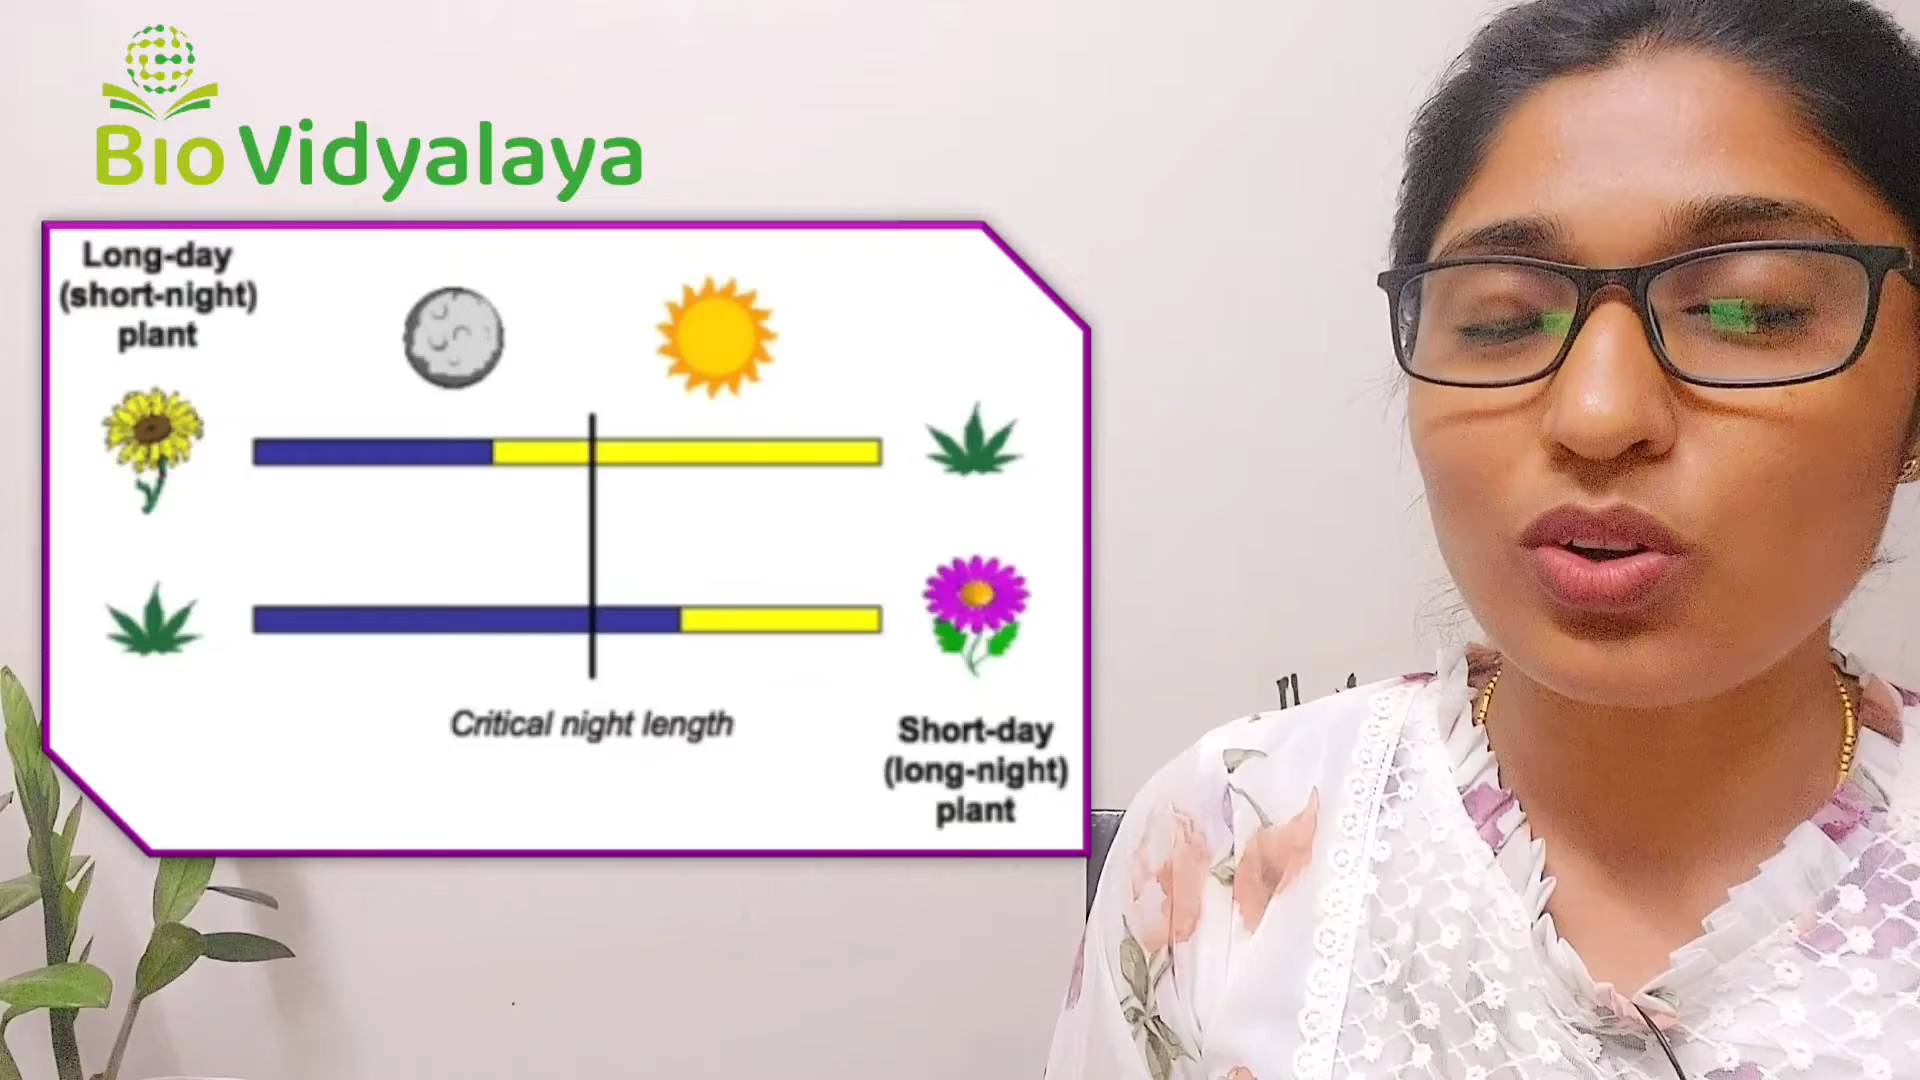 Bio Vidyalaya
Long-day
(short-night)
plant
Critical night length
Short-day
(long-night)
plant